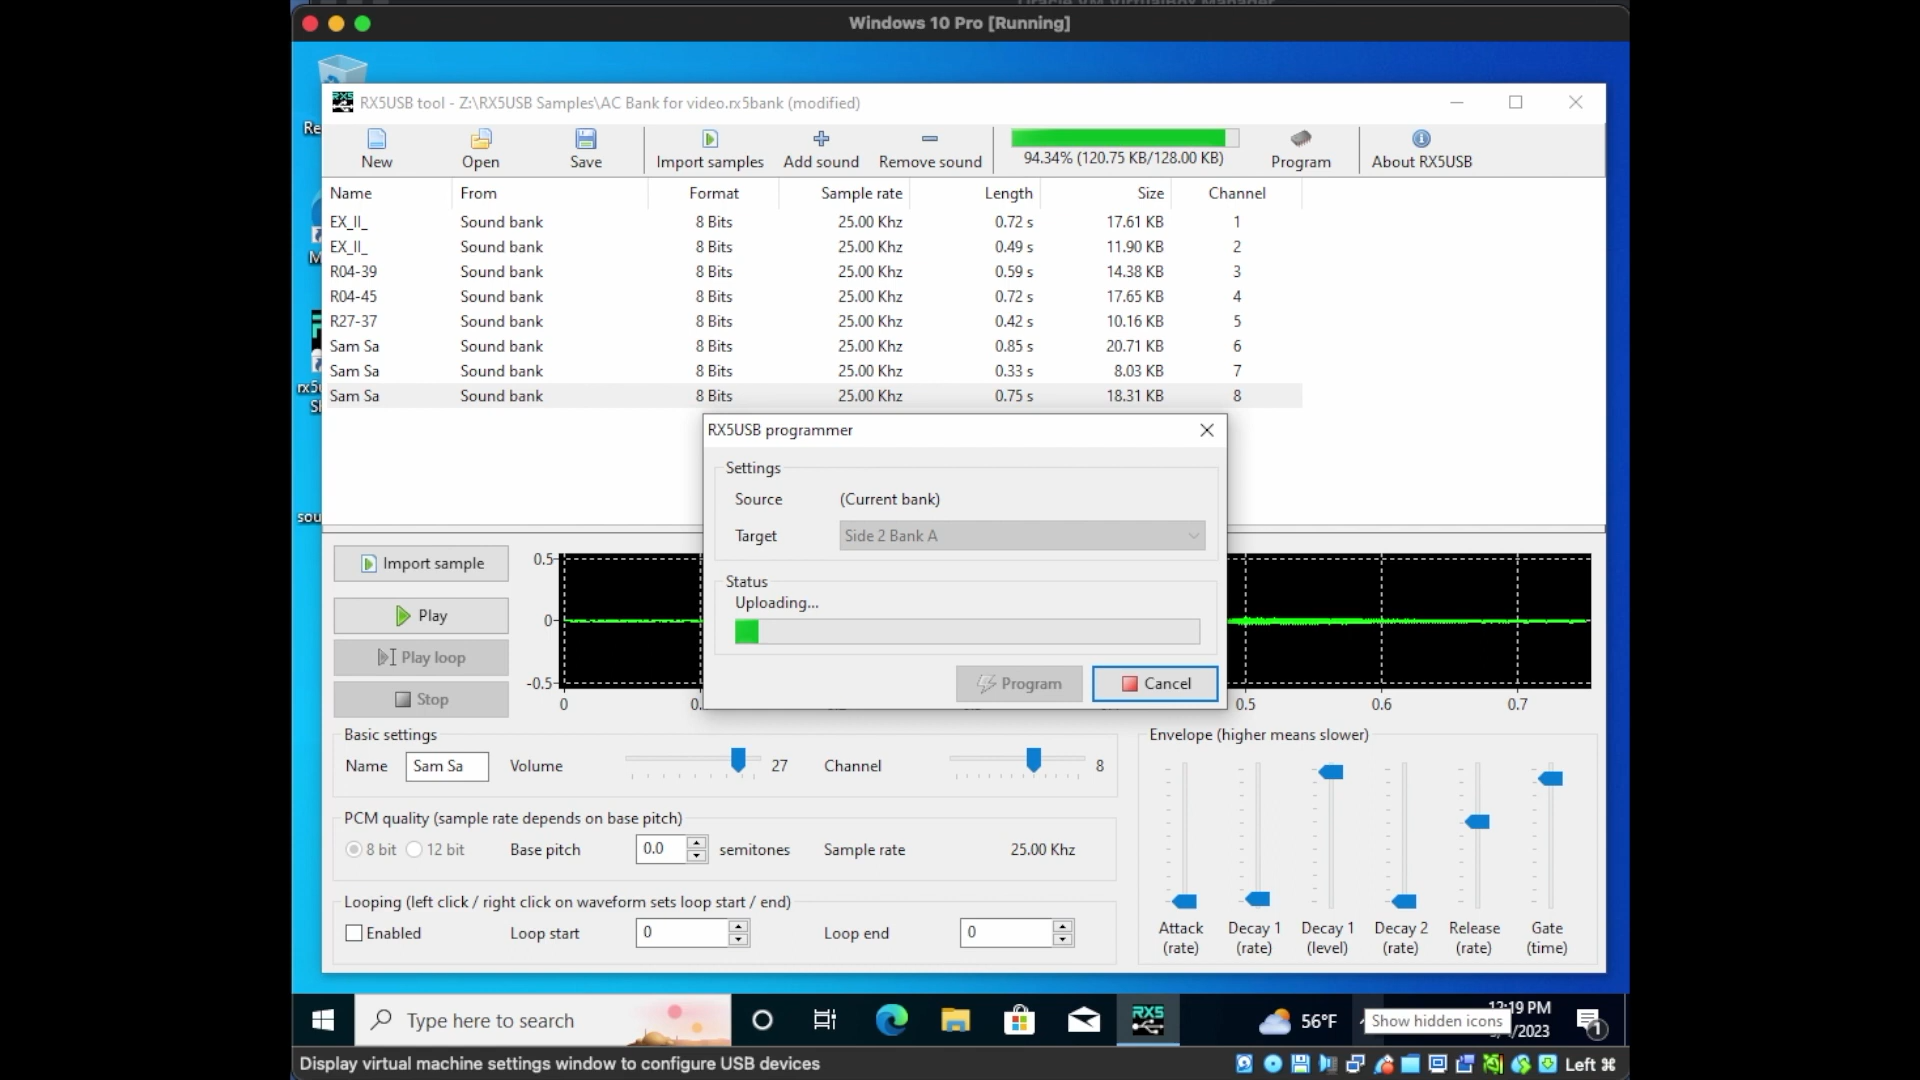 Windows 10 Pro [Running]
RX5USB tool - Z:\RX5USB Samples\AC Bank for video.rx5bank (modified)
New
Open
Save
Import samples
Add sound
Remove sound
94.34% (120.75 KB/128.00 KB)
Program
About RX5USB
Name From Format Sample rate Length Size Channel
EX_II_ Sound bank 8 Bits 25.00 Khz 0.72 s 17.61 KB 1
EX_II_ Sound bank 8 Bits 25.00 Khz 0.49 s 11.90 KB 2
R04-39 Sound bank 8 Bits 25.00 Khz 0.59 s 14.38 KB 3
R04-45 Sound bank 8 Bits 25.00 Khz 0.72 s 17.65 KB 4
R27-37 Sound bank 8 Bits 25.00 Khz 0.42 s 10.16 KB 5
Sam Sa Sound bank 8 Bits 25.00 Khz 0.85 s 20.71 KB 6
Sam Sa Sound bank 8 Bits 25.00 Khz 0.33 s 8.03 KB 7
Sam Sa Sound bank 8 Bits 25.00 Khz 0.75 s 18.31 KB 8
RX5USB programmer
Settings
Source (Current bank)
Target Side 2 Bank A
Status
Uploading...
Program
Cancel
Import sample
Play
Play loop
Stop
0.5
0
-0.5
0 0.5 0.6 0.7
Basic settings
Name Sam Sa Volume 27 Channel 8
PCM quality (sample rate depends on base pitch)
8 bit 12 bit Base pitch 0.0 semitones Sample rate 25.00 Khz
Looping (left click / right click on waveform sets loop start / end)
Enabled Loop start 0 Loop end 0
Envelope (higher means slower)
Attack (rate)
Decay 1 (rate)
Decay 1 (level)
Decay 2 (rate)
Release (rate)
Gate (time)
Type here to search
RX5
56°F
Show hidden icons
12:19 PM
/2023
1
Display virtual machine settings window to configure USB devices
Left ⌘